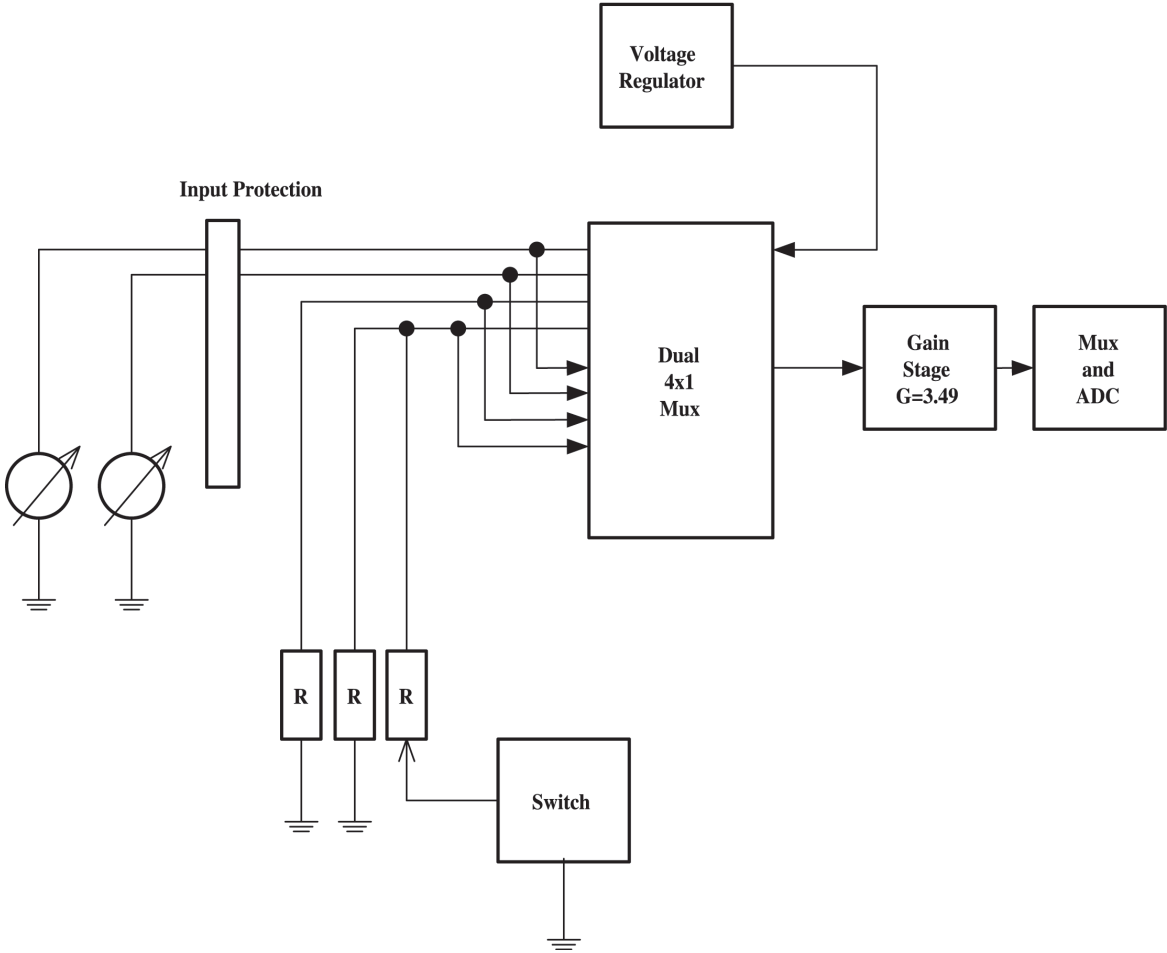 Voltage
Regulator
Input Protection
Dual
4x1
Mux
Gain
Stage
G=3.49
Mux
and
ADC
R
R
R
Switch